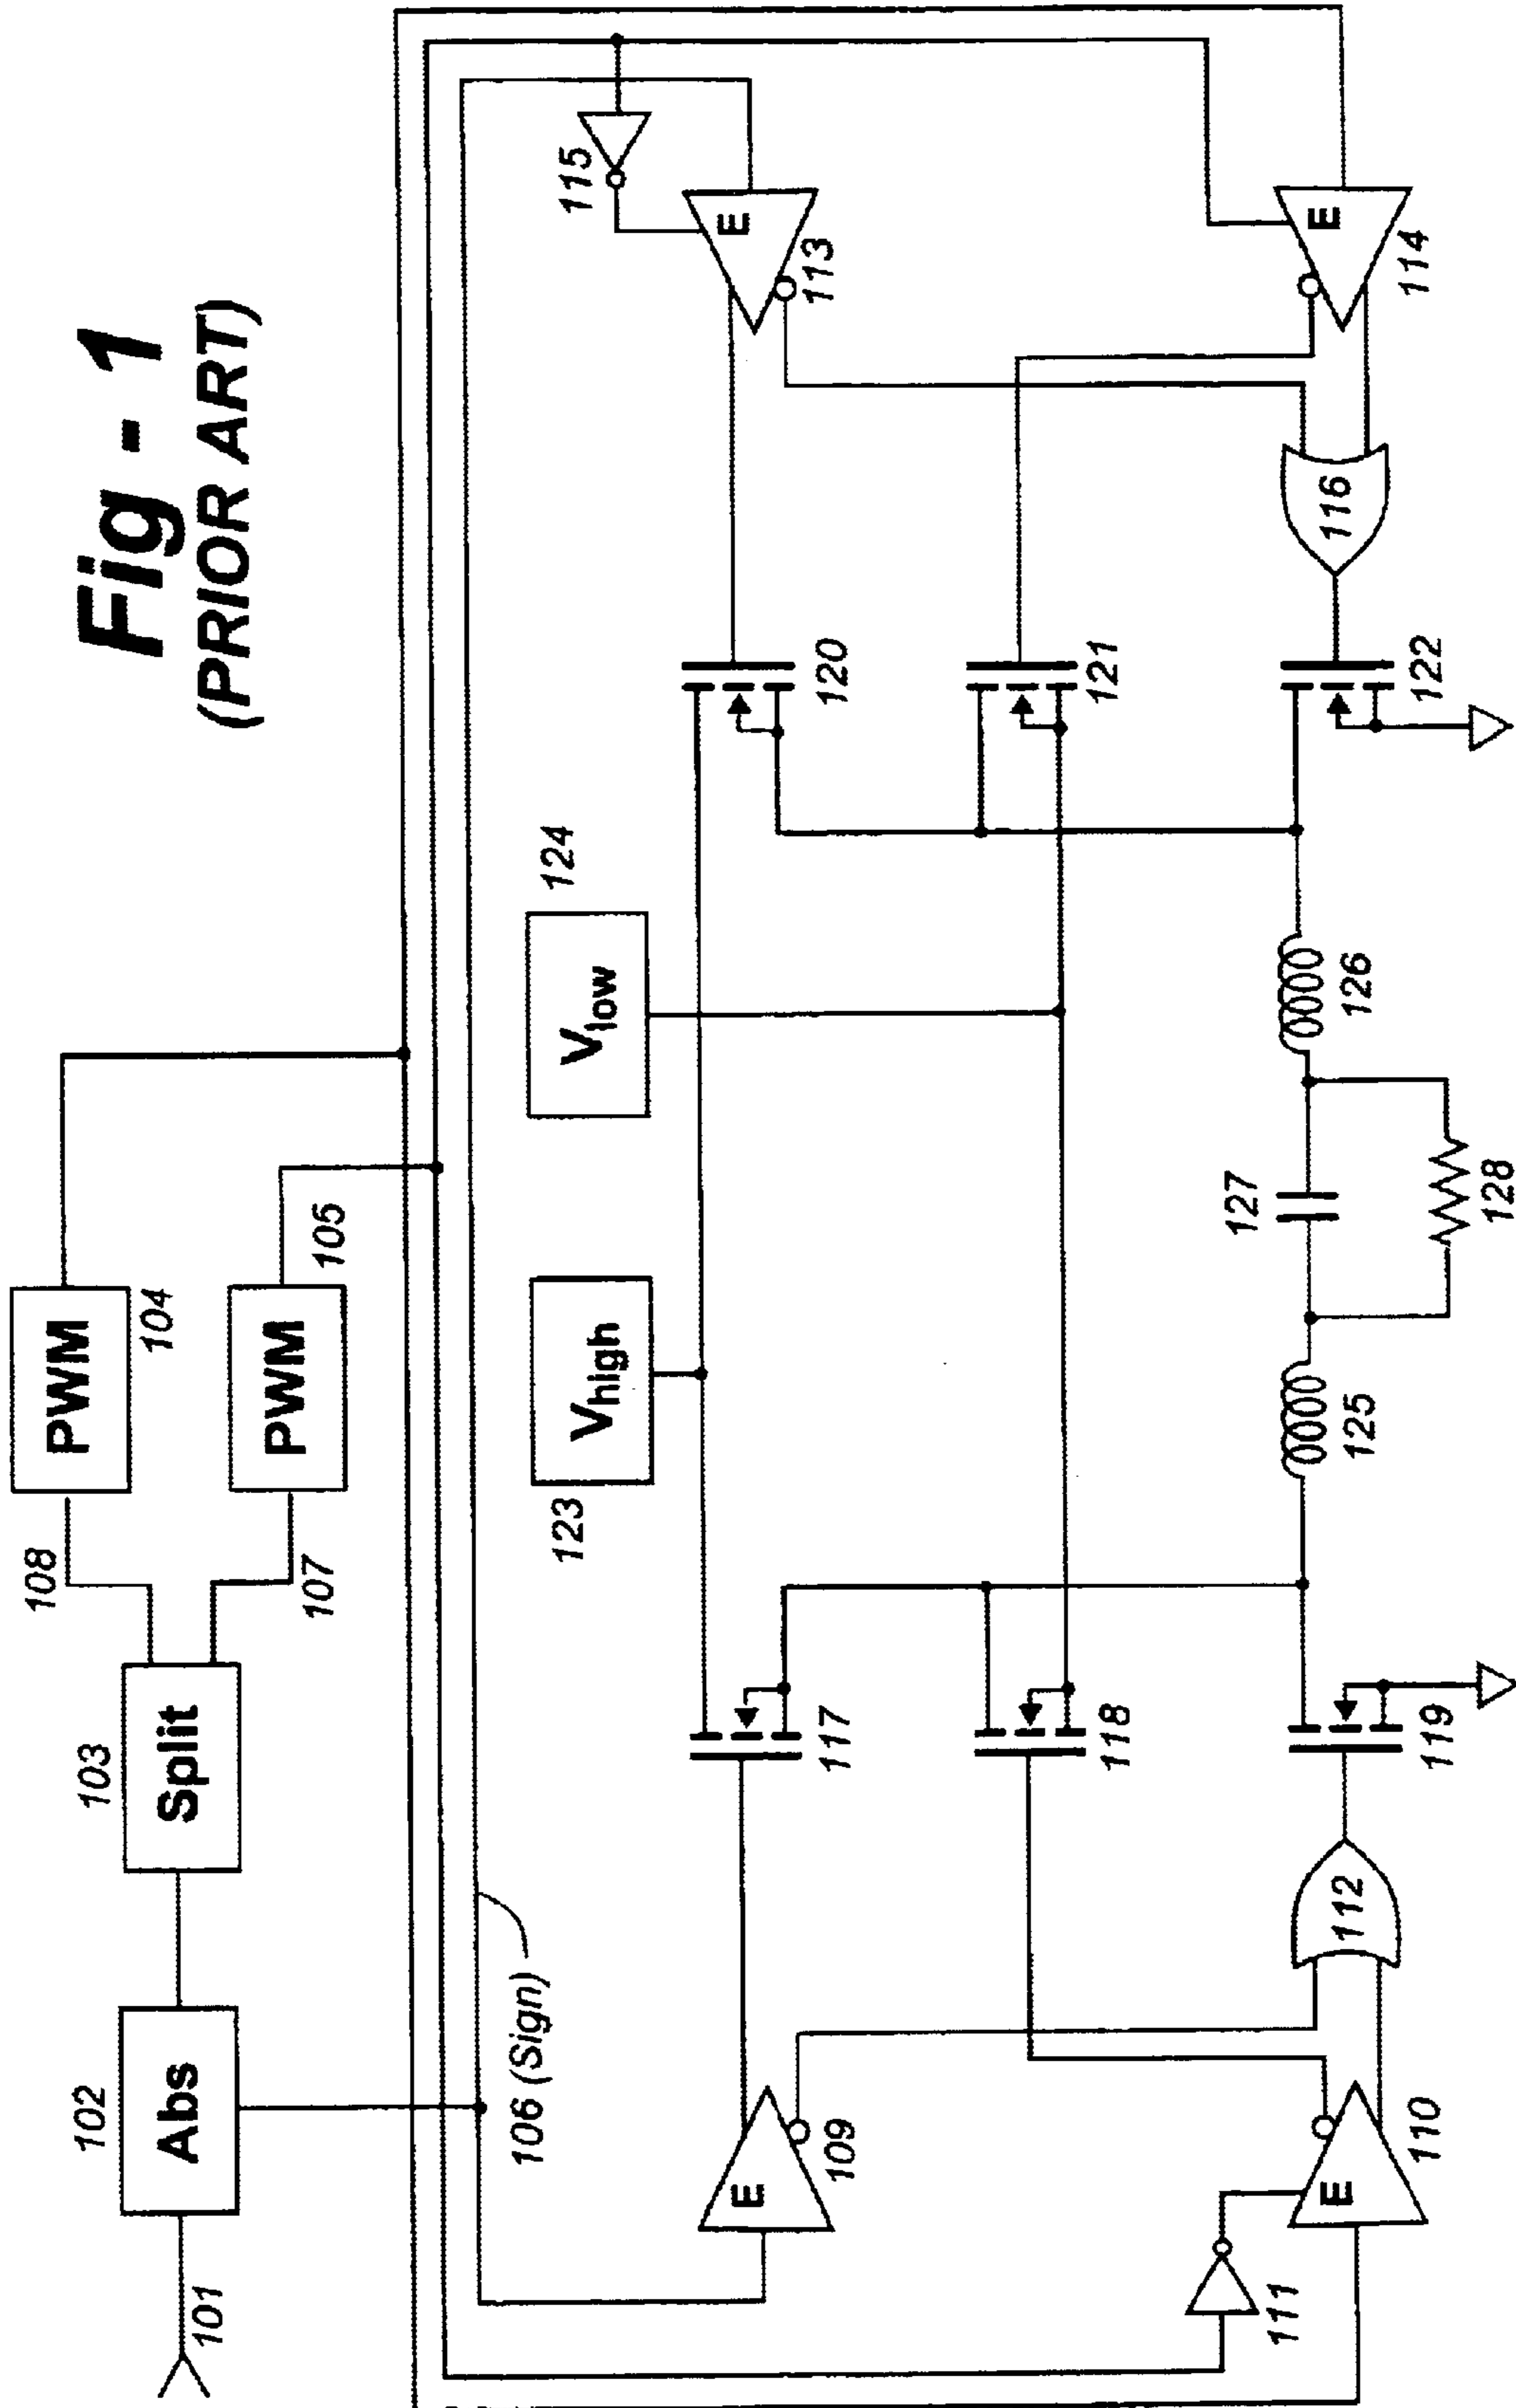 Fig - 1
(PRIOR ART)
101
102
Abs
103
Split
108
107
PWM
104
PWM
105
106 (Sign)
123
Vhigh
Vlow
124
E
109
111
E
110
112
117
118
119
125
127
128
126
120
121
122
116
115
E
113
E
114